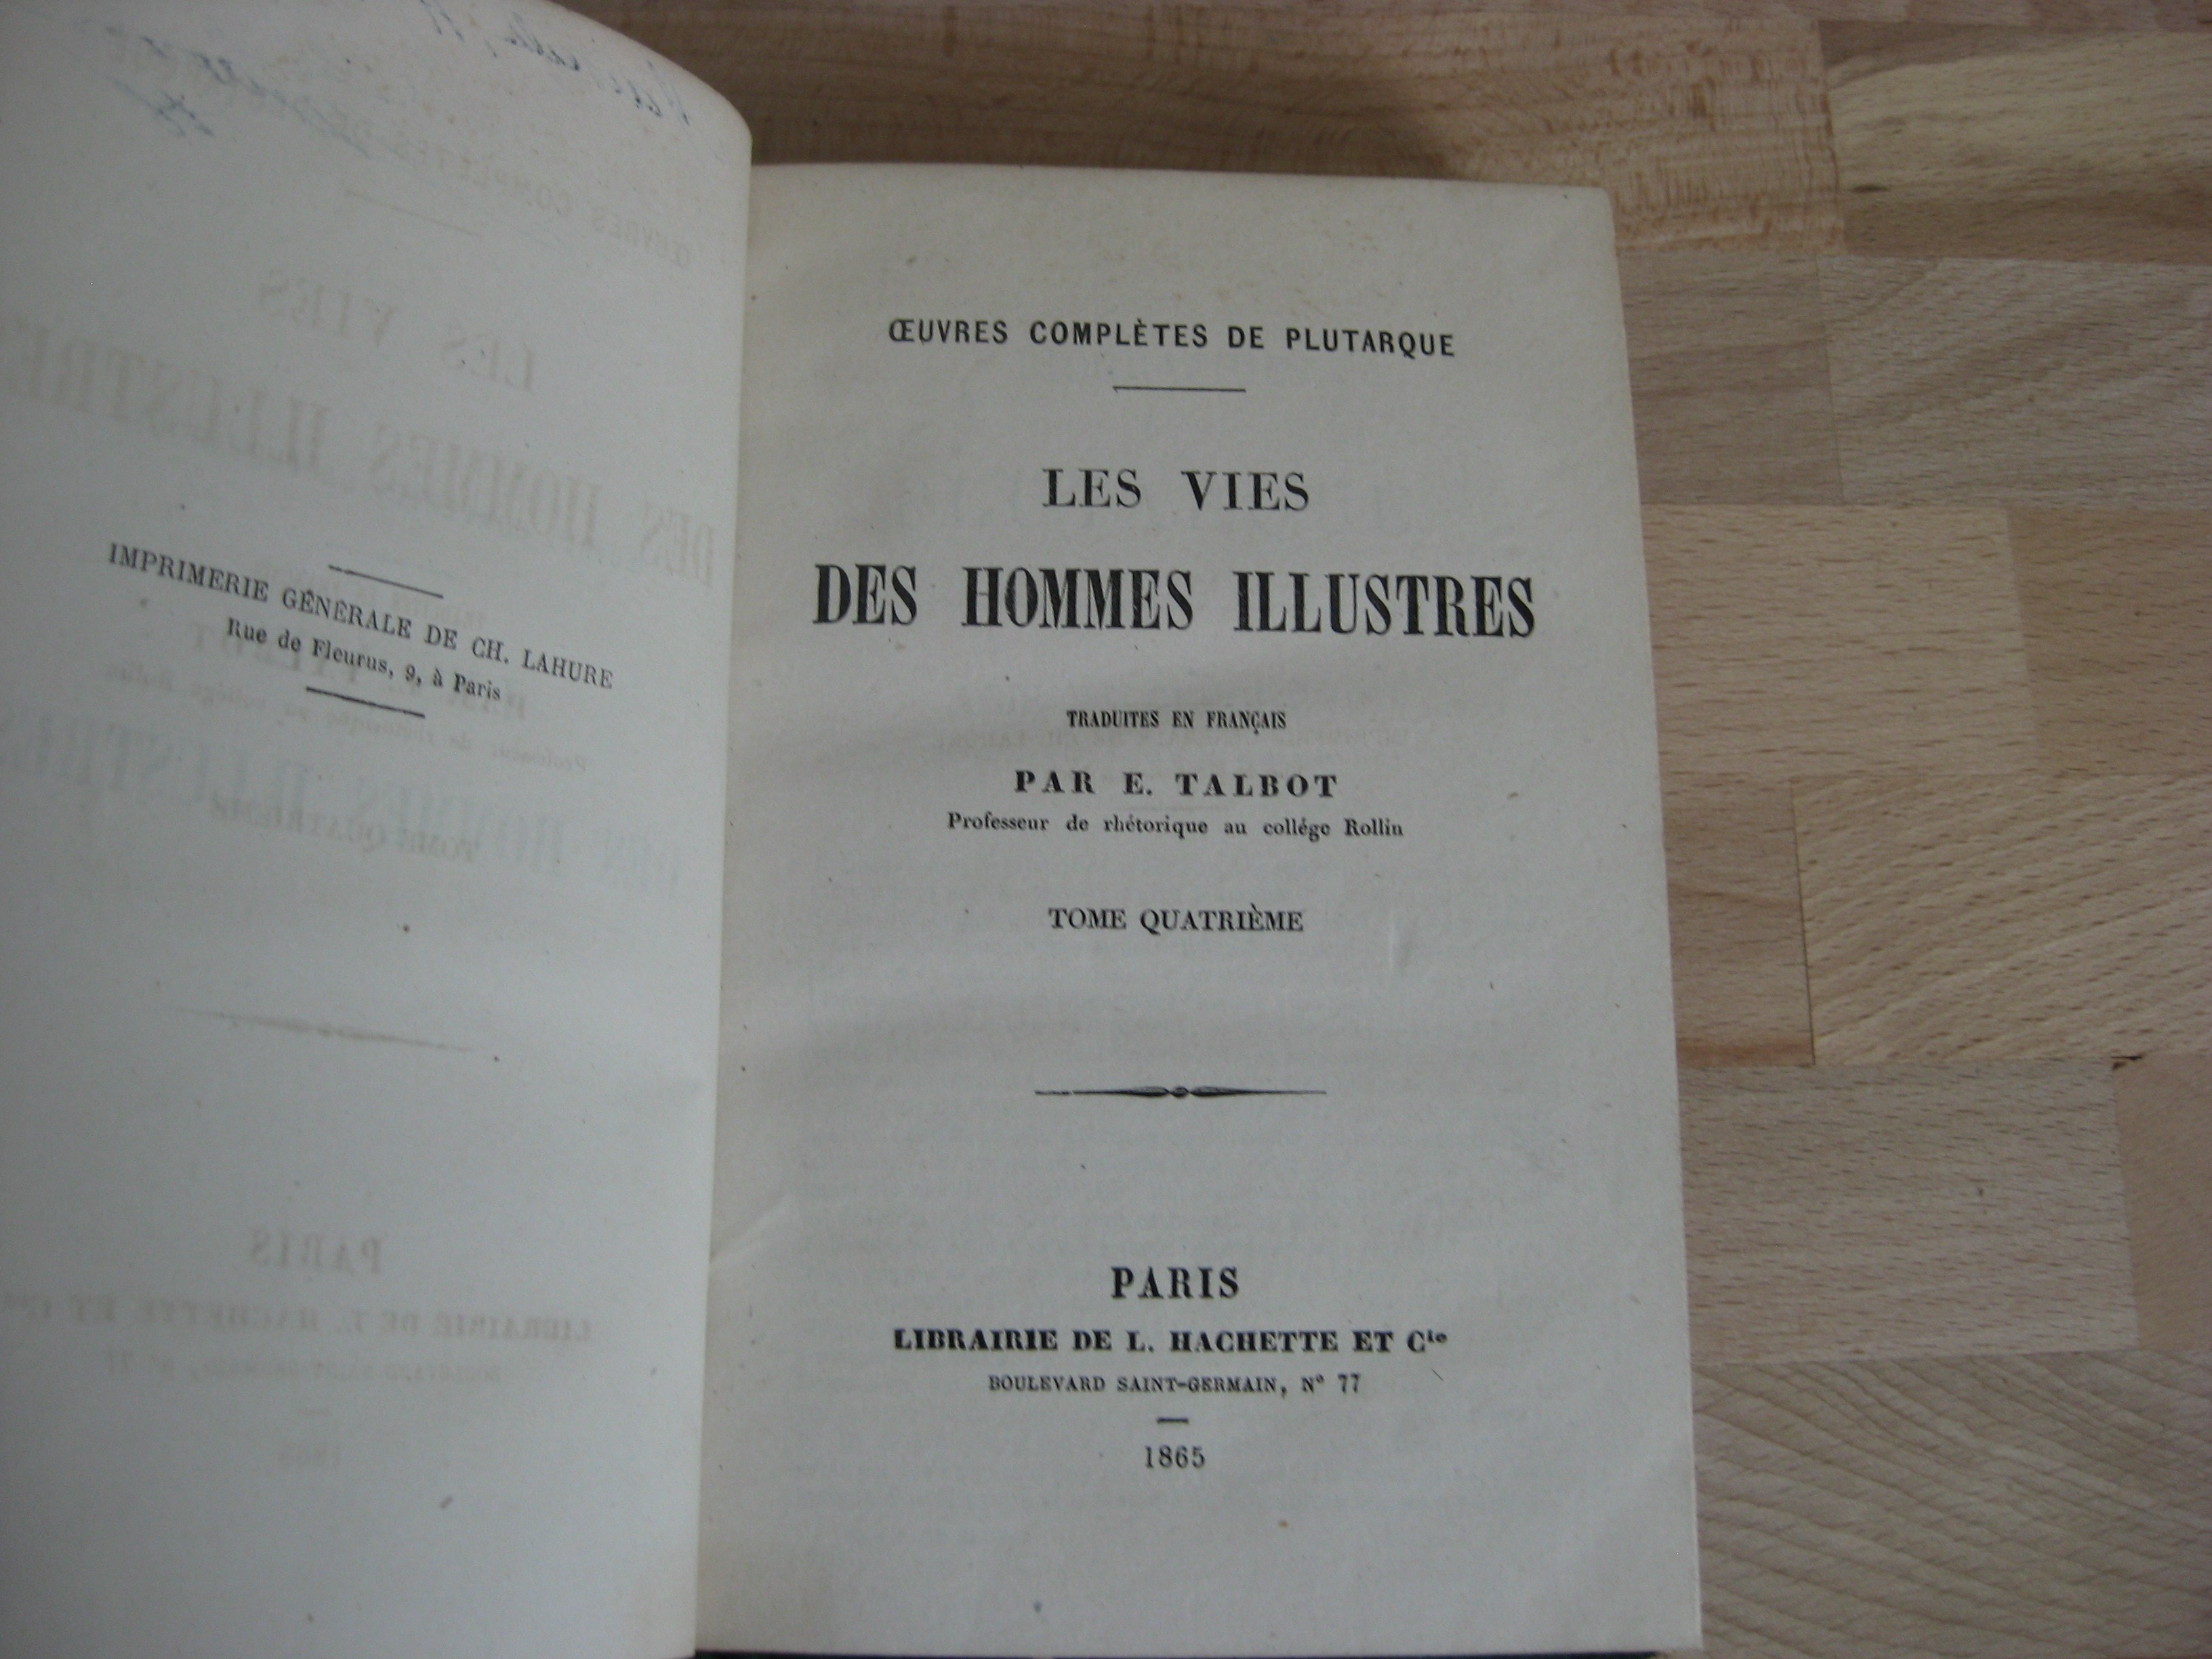 IMPRIMERIE GÉNÉRALE DE CH. LAHURE
Rue de Fleurus, 9, à Paris
ŒUVRES COMPLÈTES DE PLUTARQUE
LES VIES
DES HOMMES ILLUSTRES
TRADUITES EN FRANÇAIS
PAR E. TALBOT
Professeur de rhétorique au collége Rollin
TOME QUATRIÈME
PARIS
LIBRAIRIE DE L. HACHETTE ET Cie
BOULEVARD SAINT-GERMAIN, N° 77
1865